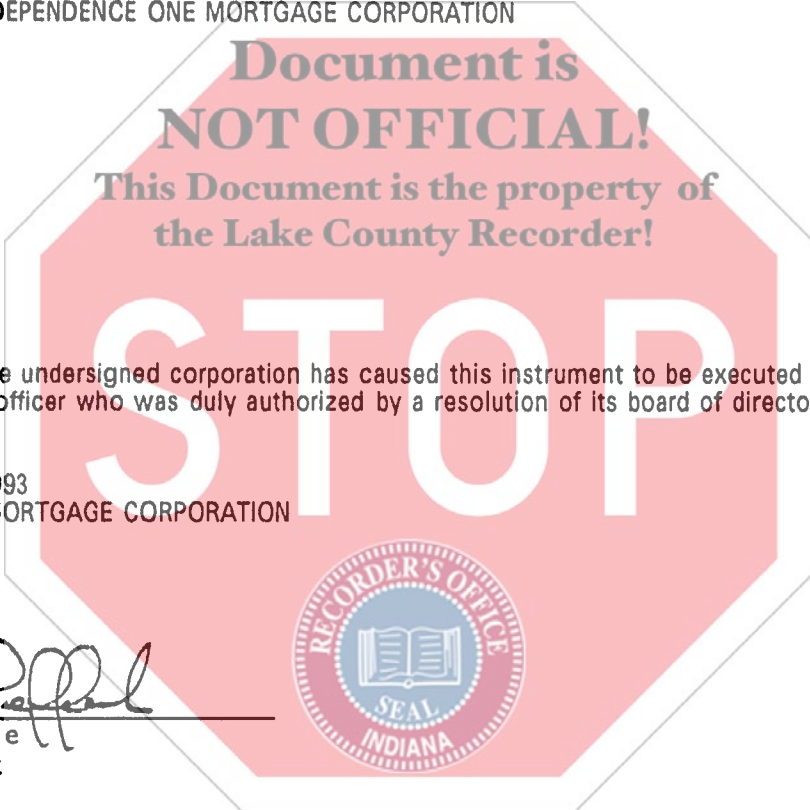 DEPENDENCE ONE MORTGAGE CORPORATION
Document is
NOT OFFICIAL!
This Document is the property of
the Lake County Recorder!
STOP
e undersigned corporation has caused this instrument to be executed
officer who was duly authorized by a resolution of its board of directo
93
ORTGAGE CORPORATION
RECORDER'S OFFICE
SEAL
INDIANA
e